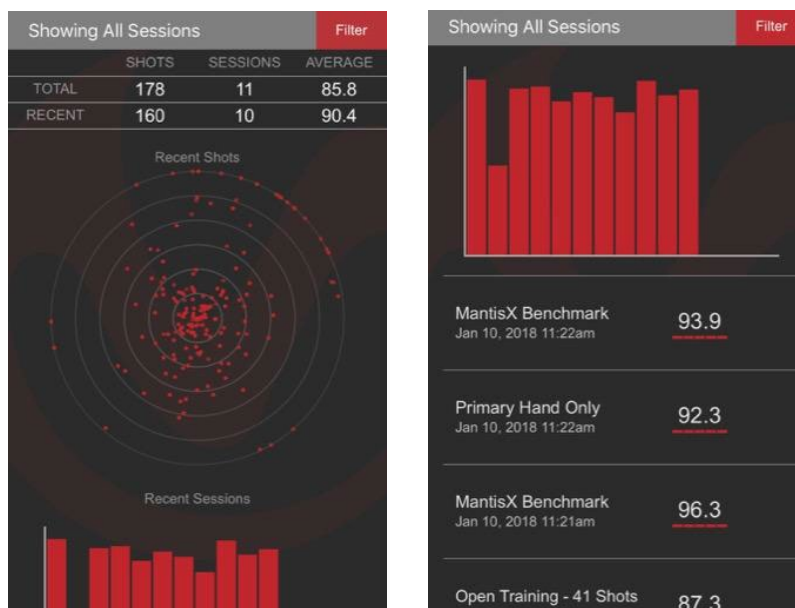 Showing All Sessions Filter
SHOTS SESSIONS AVERAGE
TOTAL 178 11 85.8
RECENT 160 10 90.4
Recent Shots
Recent Sessions
Showing All Sessions Filter
MantisX Benchmark 93.9
Jan 10, 2018 11:22am
Primary Hand Only 92.3
Jan 10, 2018 11:22am
MantisX Benchmark 96.3
Jan 10, 2018 11:21am
Open Training - 41 Shots 87.3